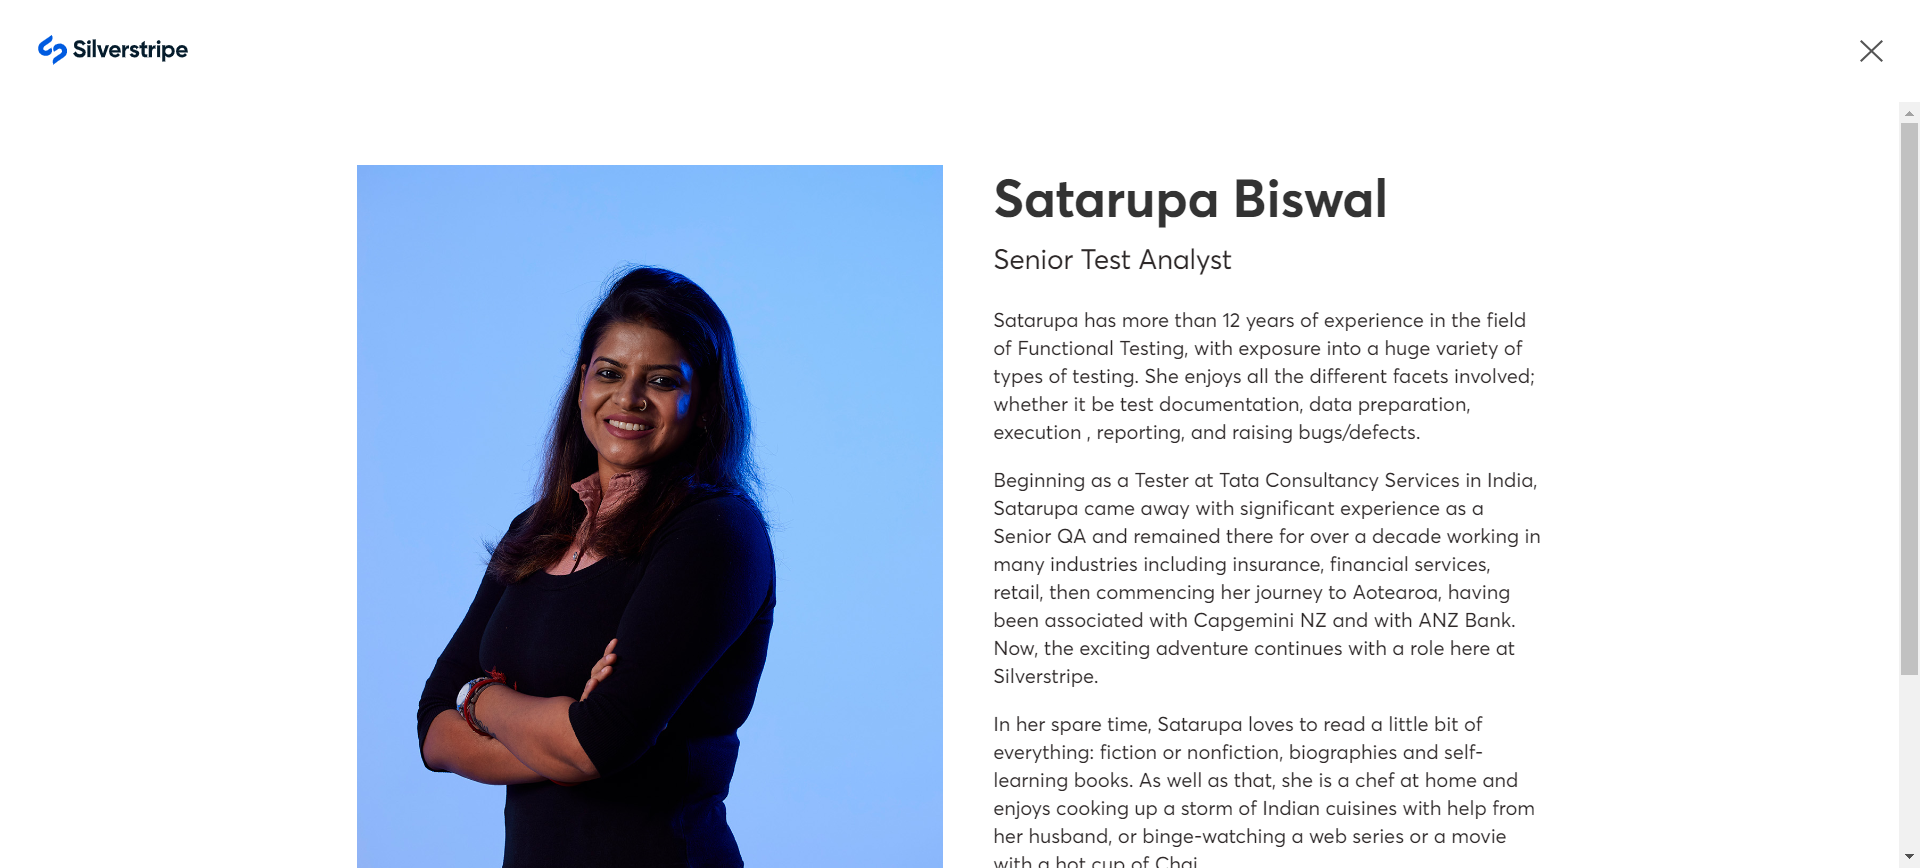 Silverstripe
Satarupa Biswal
Senior Test Analyst
Satarupa has more than 12 years of experience in the field
of Functional Testing, with exposure into a huge variety of
types of testing. She enjoys all the different facets involved;
whether it be test documentation, data preparation,
execution , reporting, and raising bugs/defects.
Beginning as a Tester at Tata Consultancy Services in India,
Satarupa came away with significant experience as a
Senior QA and remained there for over a decade working in
many industries including insurance, financial services,
retail, then commencing her journey to Aotearoa, having
been associated with Capgemini NZ and with ANZ Bank.
Now, the exciting adventure continues with a role here at
Silverstripe.
In her spare time, Satarupa loves to read a little bit of
everything: fiction or nonfiction, biographies and self-
learning books. As well as that, she is a chef at home and
enjoys cooking up a storm of Indian cuisines with help from
her husband, or binge-watching a web series or a movie
with a hot cup of Chai